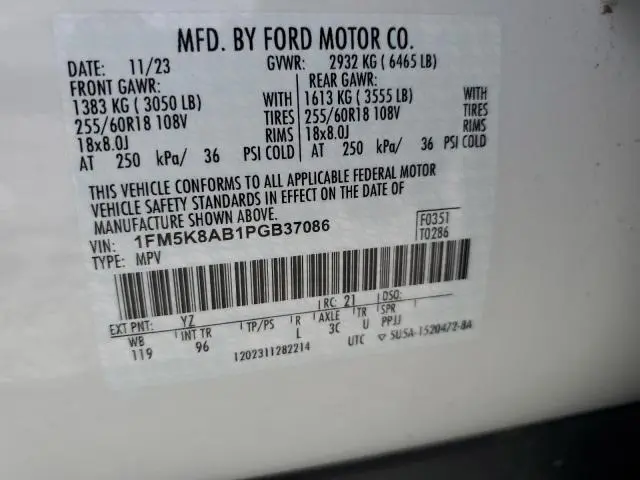 MFD. BY FORD MOTOR CO.
DATE: 11/23 GVWR: 2932 KG ( 6465 LB)
FRONT GAWR: REAR GAWR:
1383 KG ( 3050 LB) WITH 1613 KG ( 3555 LB) WITH
255/60R18 108V TIRES 255/60R18 108V TIRES
18x8.0J RIMS 18x8.0J RIMS
AT 250 kPa/ 36 PSI COLD AT 250 kPa/ 36 PSI COLD
THIS VEHICLE CONFORMS TO ALL APPLICABLE FEDERAL MOTOR
VEHICLE SAFETY STANDARDS IN EFFECT ON THE DATE OF
MANUFACTURE SHOWN ABOVE. F0351
VIN: 1FM5K8AB1PGB37086 T0286
TYPE: MPV
RC: 21 DSO:
EXT PNT: YZ
WB INT TR TP/PS R AXLE TR SPR
119 96 L 3C U PPJJ
1202311282214 UTC 5U5A-1520472-BA